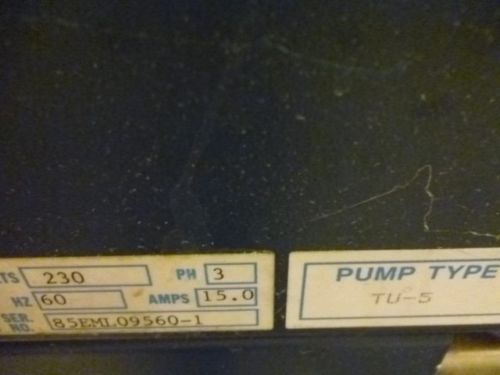 TS 230 PH 3
HZ 60 AMPS 15.0
SER. NO. 85EML09560-1
PUMP TYPE
TU-5